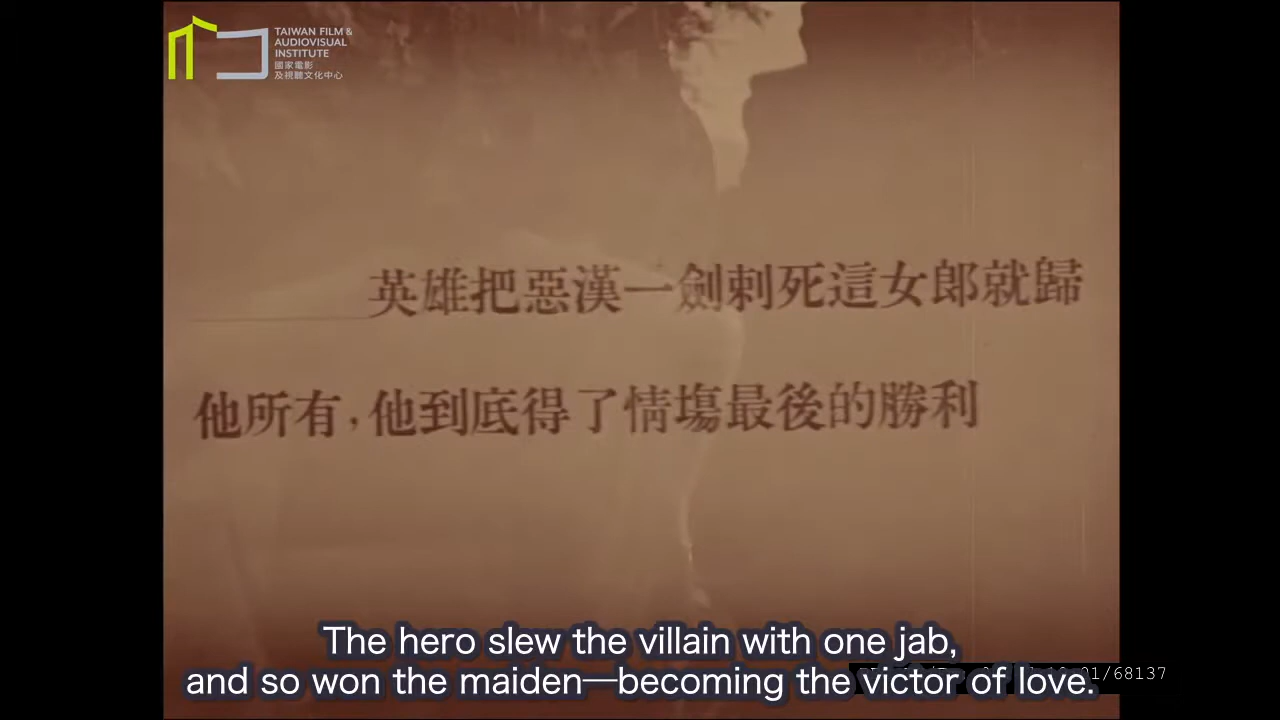 TAIWAN FILM &
AUDIOVISUAL
INSTITUTE
國家電影
及視聽文化中心
英雄把惡漢一劍刺死這女郎就歸
他所有,他到底得了情塲最後的勝利
The hero slew the villain with one jab,
and so won the maiden—becoming the victor of love.
1/68137